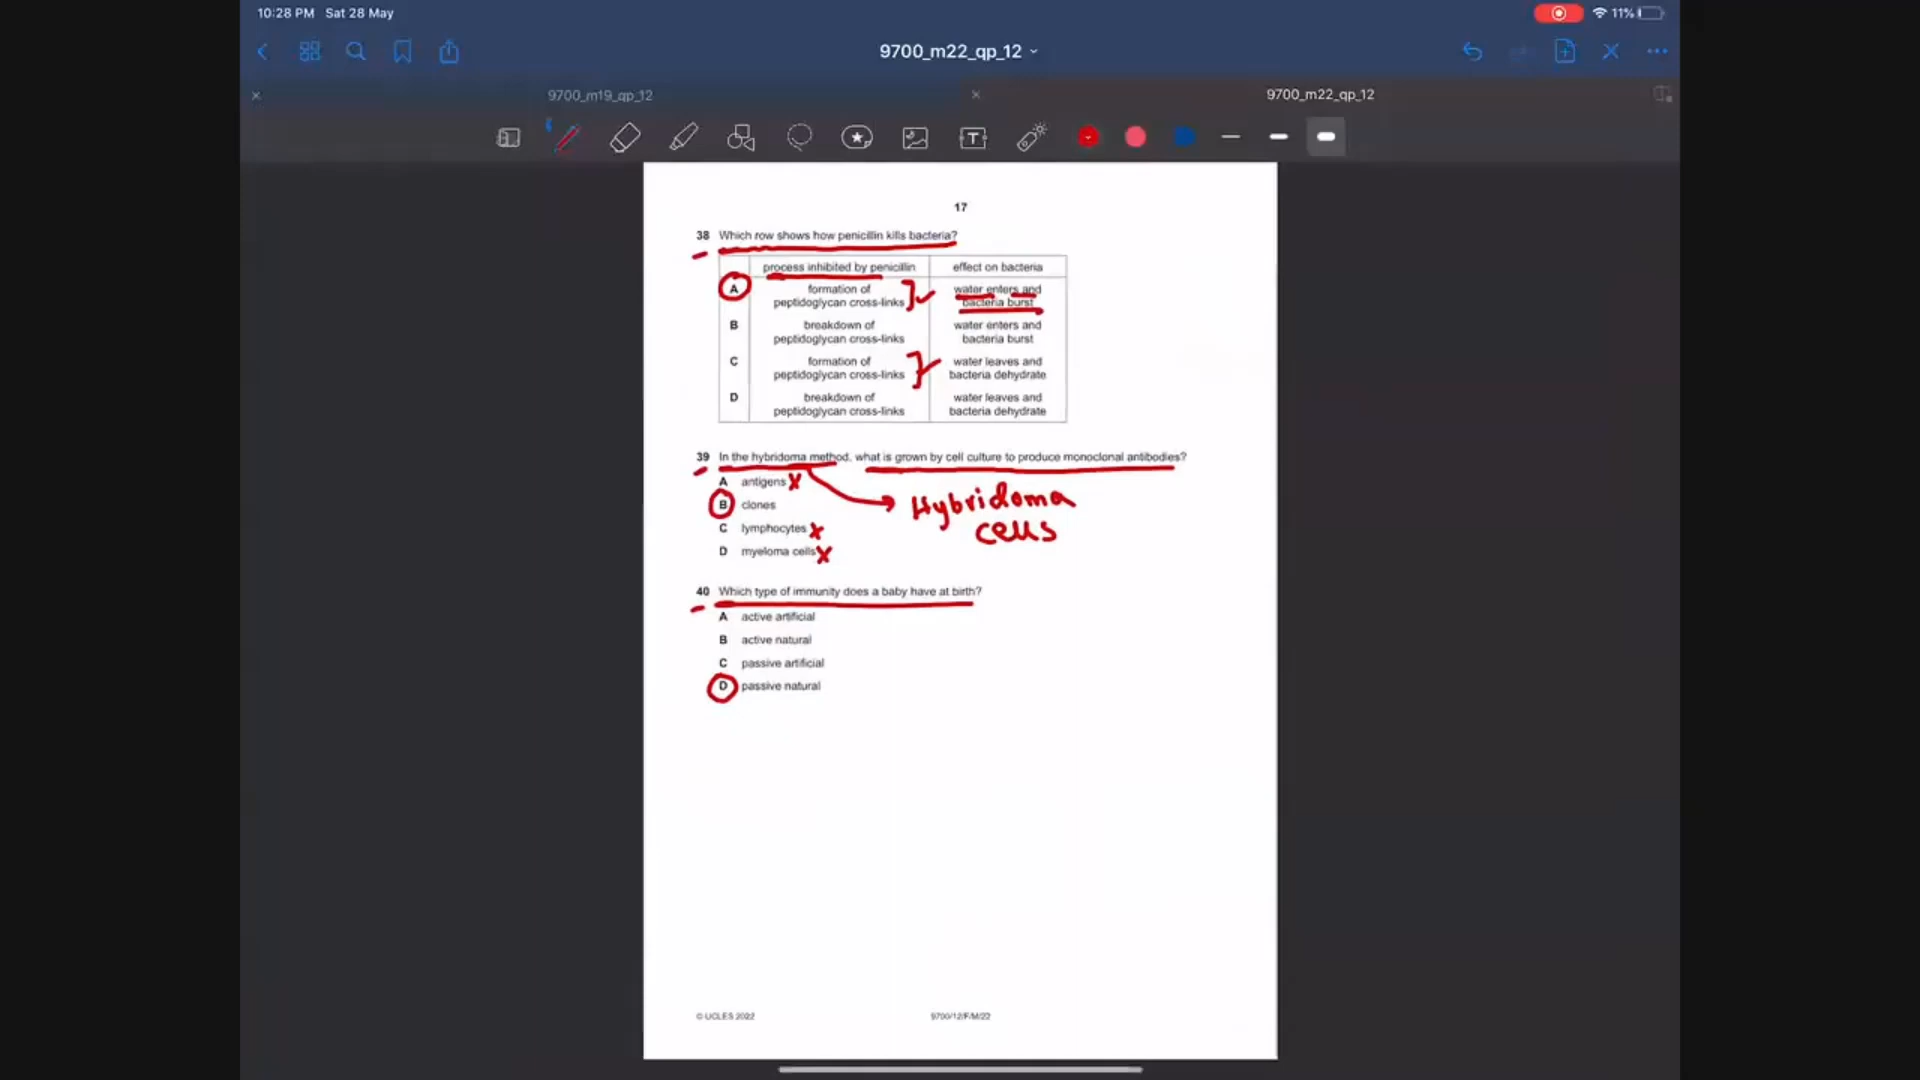 10:28 PM Sat 28 May
11%
9700_m22_qp_12
9700_m19_qp_12
9700_m22_qp_12
17
38 Which row shows how penicillin kills bacteria?
process inhibited by penicillin effect on bacteria
A formation of peptidoglycan cross-links water enters and bacteria burst
B breakdown of peptidoglycan cross-links water enters and bacteria burst
C formation of peptidoglycan cross-links water leaves and bacteria dehydrate
D breakdown of peptidoglycan cross-links water leaves and bacteria dehydrate
39 In the hybridoma method, what is grown by cell culture to produce monoclonal antibodies?
A antigens
B clones
Hybridoma
cells
C lymphocytes
D myeloma cells
40 Which type of immunity does a baby have at birth?
A active artificial
B active natural
C passive artificial
D passive natural
© UCLES 2022 9700/12/F/M/22